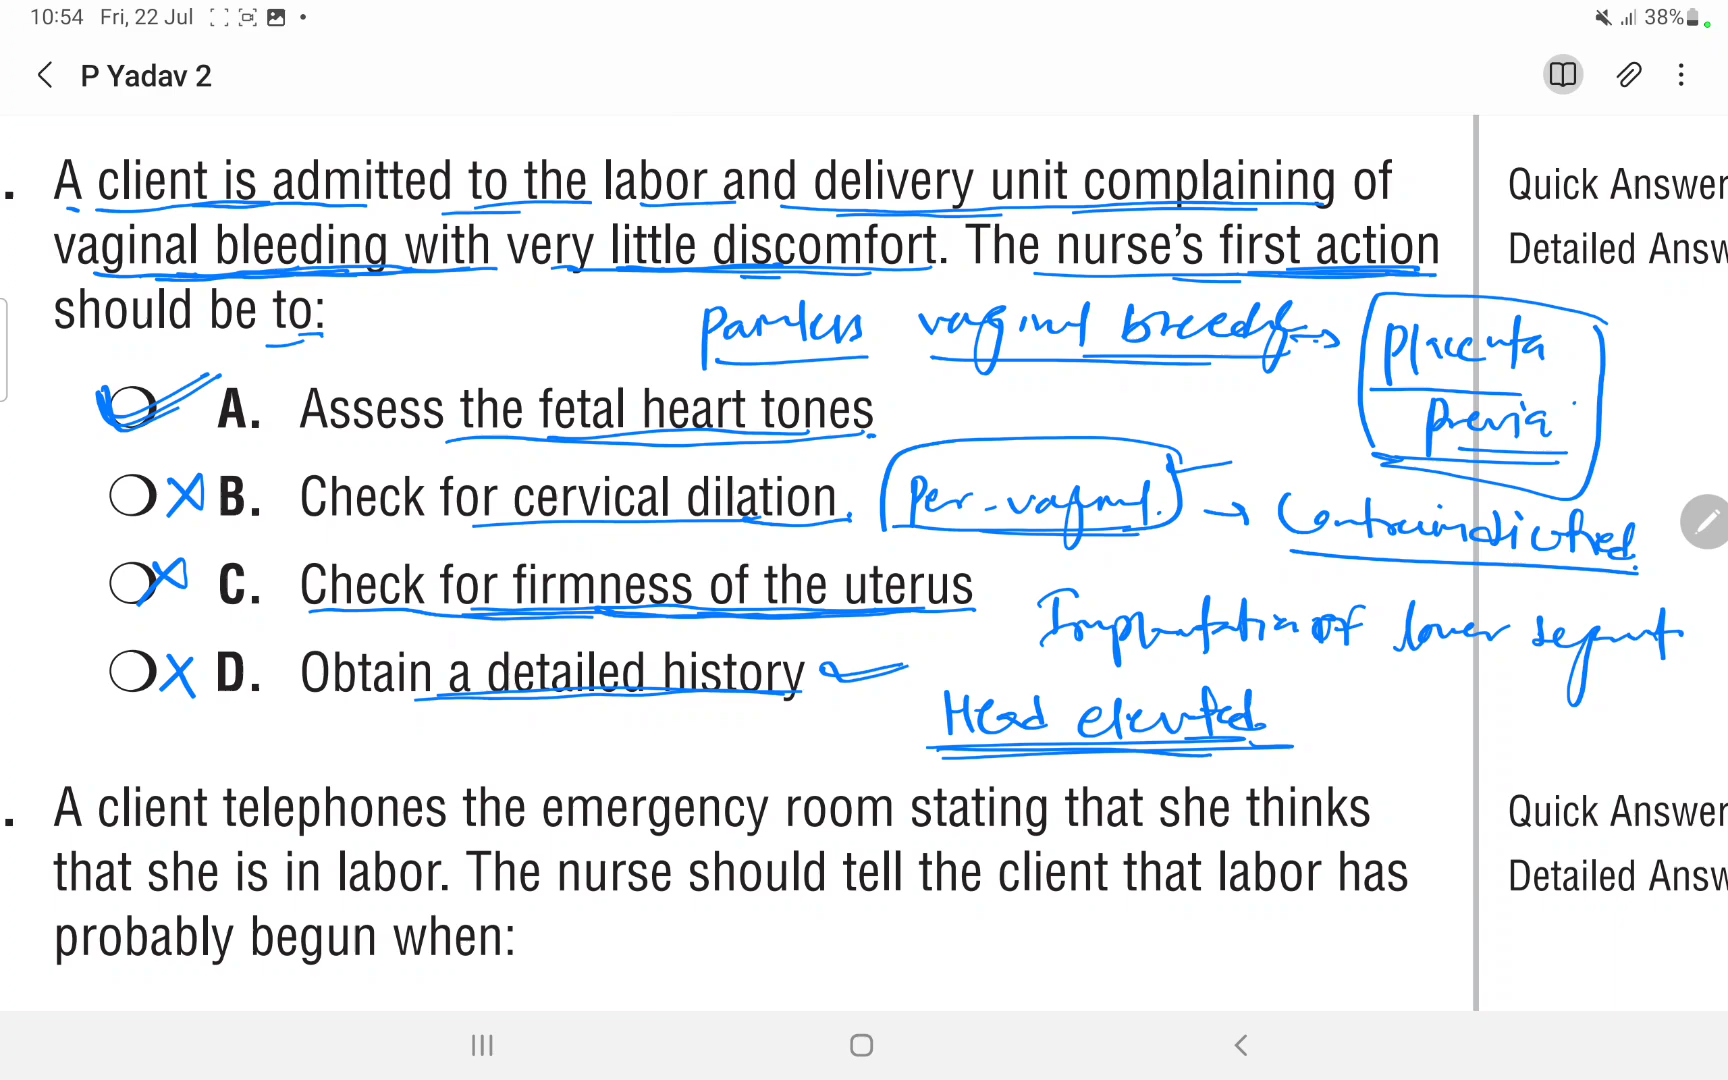 10:54 Fri, 22 Jul
38%
P Yadav 2
. A client is admitted to the labor and delivery unit complaining of
Quick Answer
vaginal bleeding with very little discomfort. The nurse's first action
Detailed Answ
should be to:
Painless vaginal breedg → Placenta
previa
A. Assess the fetal heart tones
B. Check for cervical dilation. (Per-vaginal.) → Contraindicated.
C. Check for firmness of the uterus
Implantation of lower segment
D. Obtain a detailed history
Head elevated
. A client telephones the emergency room stating that she thinks
Quick Answer
that she is in labor. The nurse should tell the client that labor has
Detailed Answ
probably begun when: